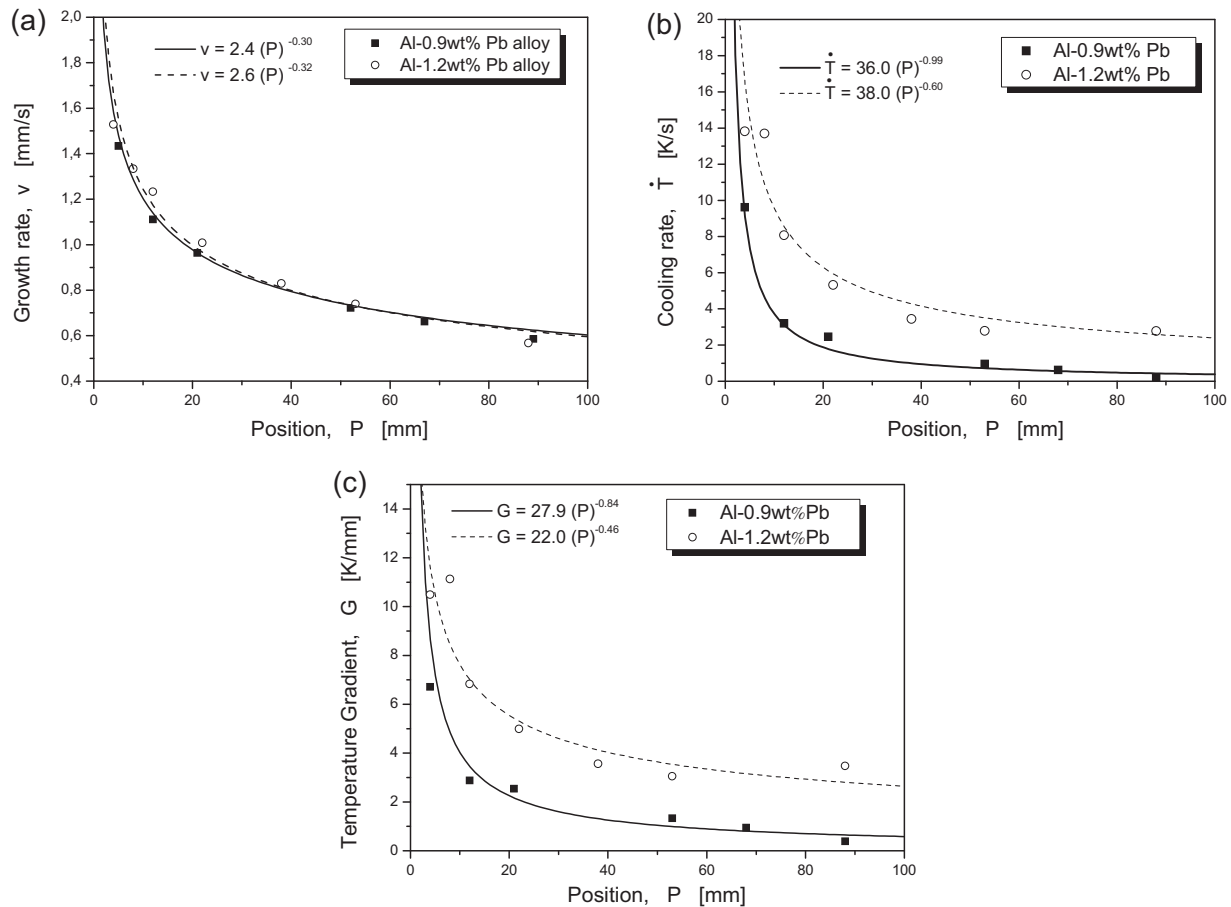 (a)
2,0
1,8
1,6
1,4
1,2
1,0
0,8
0,6
0,4
Growth rate, v [mm/s]
v = 2.4 (P)^-0.30
v = 2.6 (P)^-0.32
Al-0.9wt% Pb alloy
Al-1.2wt% Pb alloy
0 20 40 60 80 100
Position, P [mm]
(b)
20
18
16
14
12
10
8
6
4
2
0
Cooling rate, Ṫ [K/s]
Ṫ = 36.0 (P)^-0.99
Ṫ = 38.0 (P)^-0.60
Al-0.9wt% Pb
Al-1.2wt% Pb
0 20 40 60 80 100
Position, P [mm]
(c)
14
12
10
8
6
4
2
0
Temperature Gradient, G [K/mm]
G = 27.9 (P)^-0.84
G = 22.0 (P)^-0.46
Al-0.9wt%Pb
Al-1.2wt%Pb
0 20 40 60 80 100
Position, P [mm]